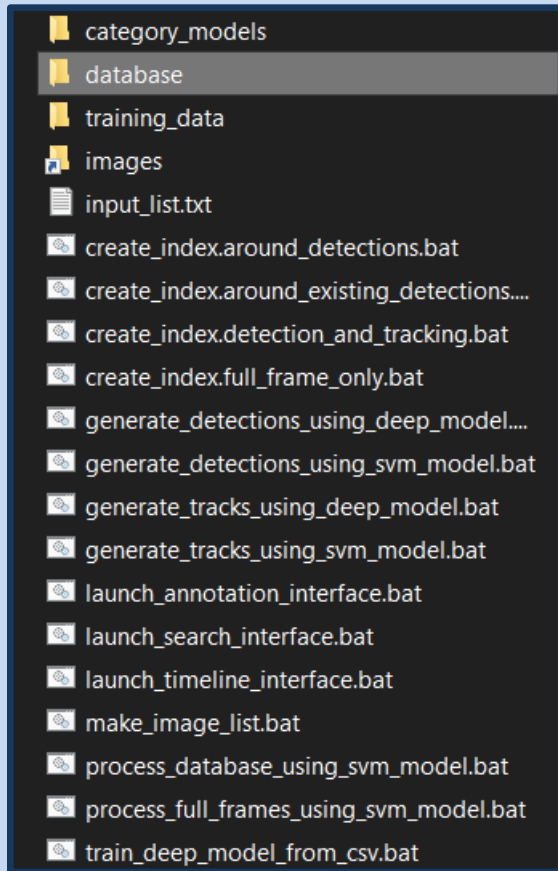 category_models
database
training_data
images
input_list.txt
create_index.around_detections.bat
create_index.around_existing_detections....
create_index.detection_and_tracking.bat
create_index.full_frame_only.bat
generate_detections_using_deep_model....
generate_detections_using_svm_model.bat
generate_tracks_using_deep_model.bat
generate_tracks_using_svm_model.bat
launch_annotation_interface.bat
launch_search_interface.bat
launch_timeline_interface.bat
make_image_list.bat
process_database_using_svm_model.bat
process_full_frames_using_svm_model.bat
train_deep_model_from_csv.bat